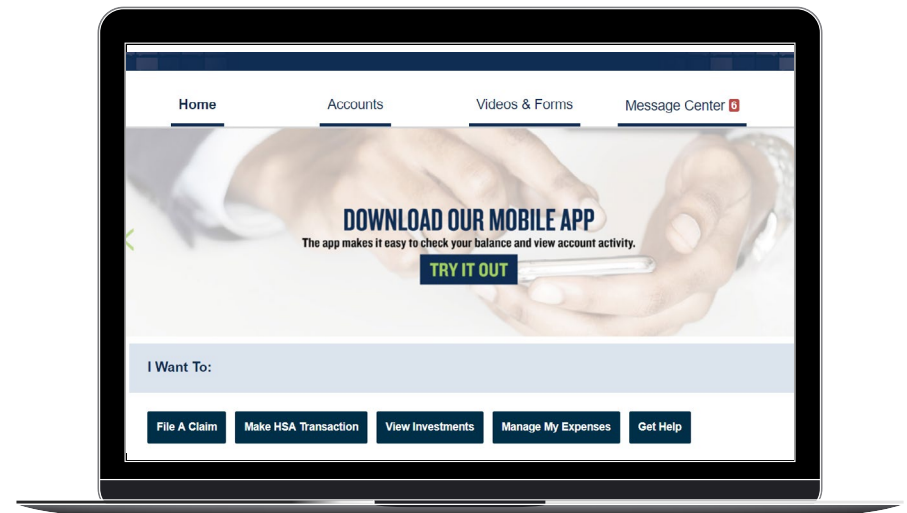 Home Accounts Videos & Forms Message Center 6
DOWNLOAD OUR MOBILE APP
The app makes it easy to check your balance and view account activity.
TRY IT OUT
I Want To:
File A Claim Make HSA Transaction View Investments Manage My Expenses Get Help